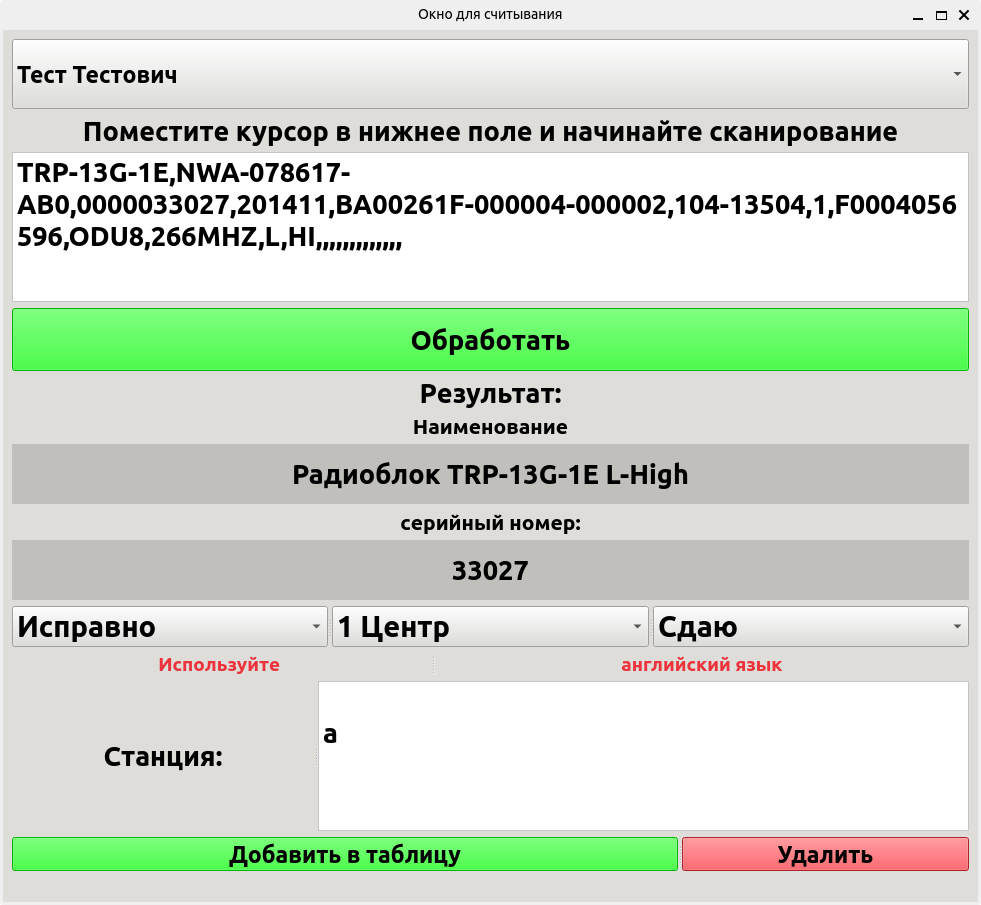 Окно для считывания
Тест Тестович
Поместите курсор в нижнее поле и начинайте сканирование
TRP-13G-1E,NWA-078617-
AB0,0000033027,201411,BA00261F-000004-000002,104-13504,1,F0004056
596,ODU8,266MHZ,L,HI,,,,,,,,,,,,,
Обработать
Результат:
Наименование
Радиоблок TRP-13G-1E L-High
серийный номер:
33027
Исправно 1 Центр Сдаю
Используйте английский язык
а
Станция:
Добавить в таблицу Удалить